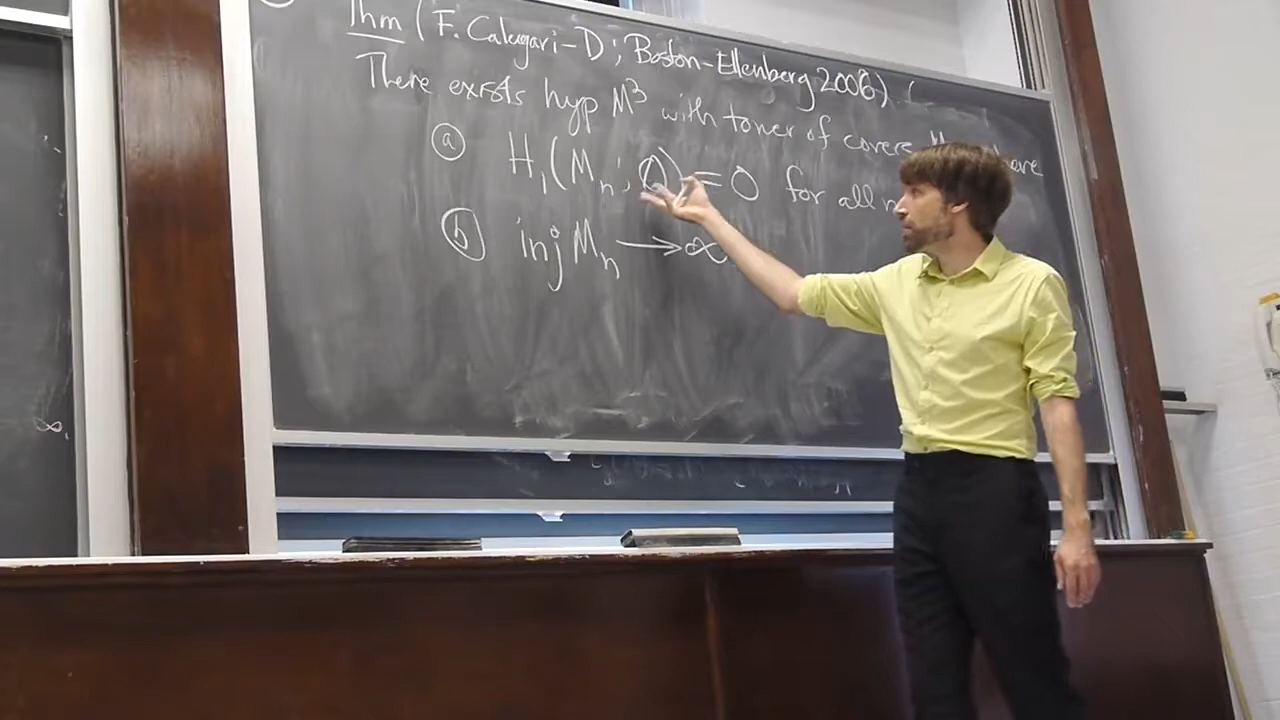 Thm (F. Calegari–D; Boston–Ellenberg 2006) (
There exists hyp M³ with tower of covers
ⓐ H₁(Mₙ; Q) = 0 for all n
ⓑ inj Mₙ → ∞
∞,